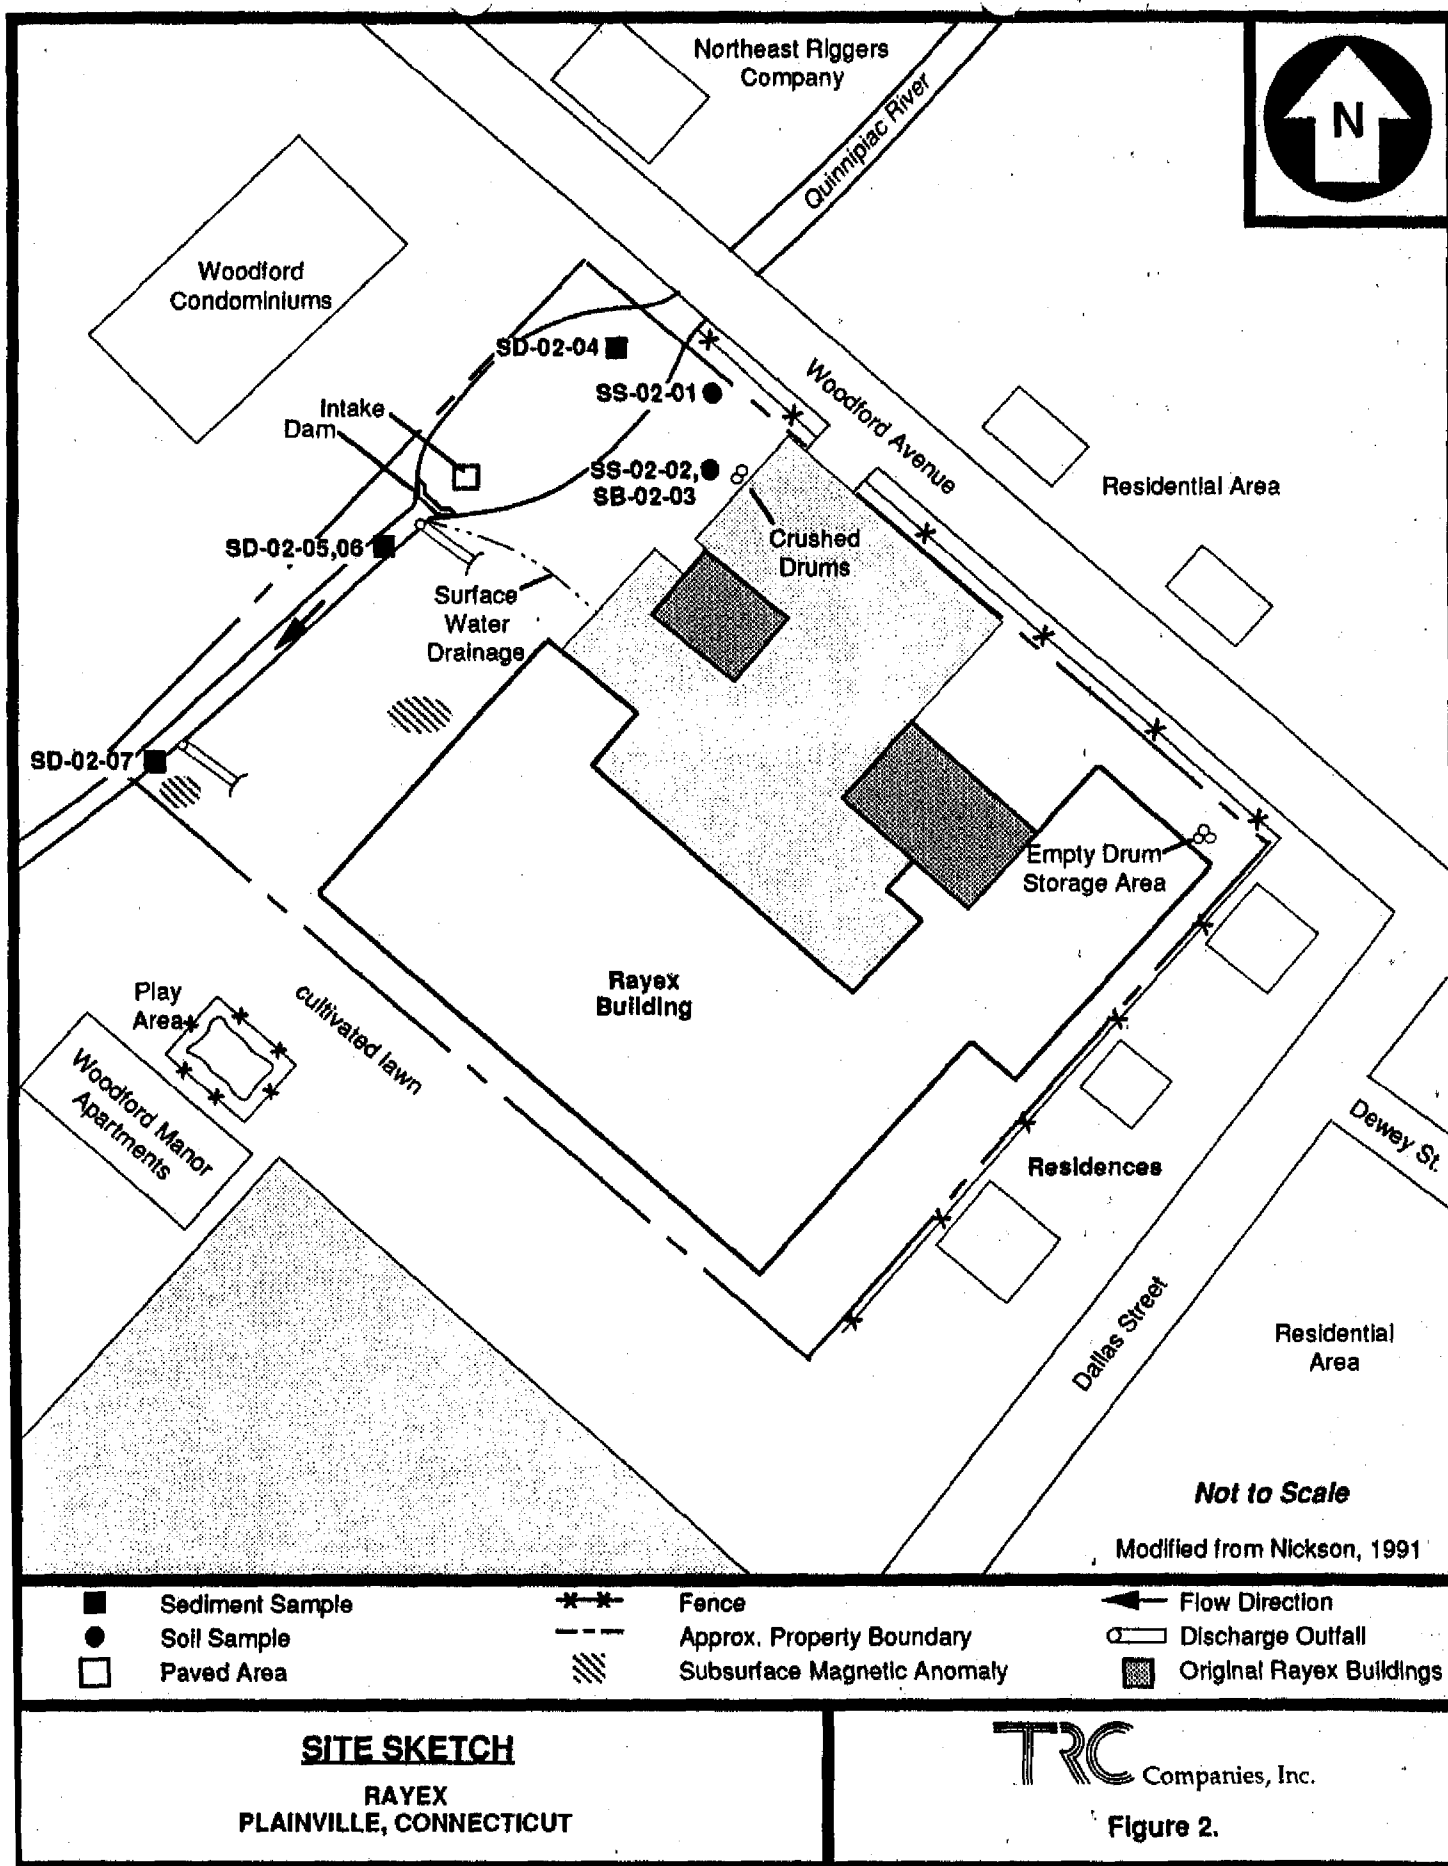 Northeast Riggers
Company
N
Quinnipiac River
Woodford
Condominiums
SD-02-04
SS-02-01
Woodford Avenue
Intake
Dam
SS-02-02,
SB-02-03
Residential Area
Crushed
Drums
SD-02-05,06
Surface
Water
Drainage
SD-02-07
Empty Drum
Storage Area
Rayex
Building
Play
Area
cultivated lawn
Woodford Manor
Apartments
Dewey St.
Residences
Dallas Street
Residential
Area
Not to Scale
Modified from Nickson, 1991
Sediment Sample
Soil Sample
Paved Area
Fence
Approx. Property Boundary
Subsurface Magnetic Anomaly
Flow Direction
Discharge Outfall
Original Rayex Buildings
SITE SKETCH
RAYEX
PLAINVILLE, CONNECTICUT
TRC Companies, Inc.
Figure 2.